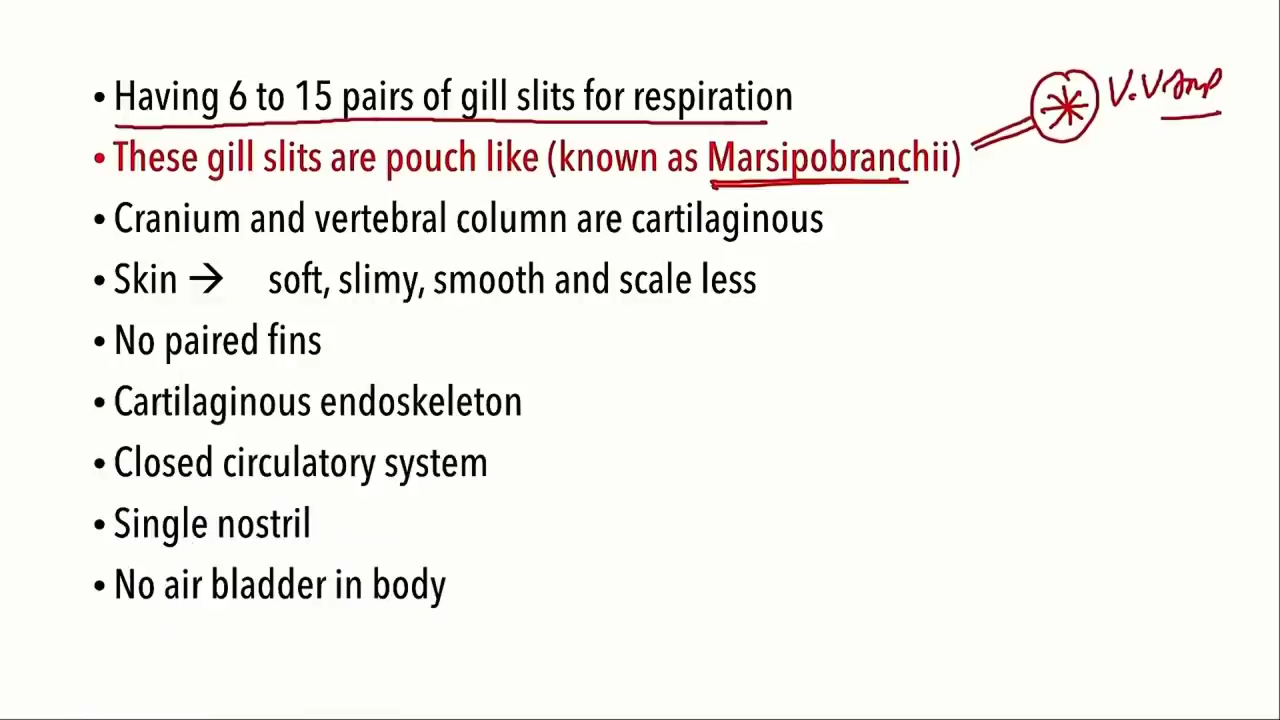 • Having 6 to 15 pairs of gill slits for respiration
• These gill slits are pouch like (known as Marsipobranchii)
V. V. Imp
• Cranium and vertebral column are cartilaginous
• Skin → soft, slimy, smooth and scale less
• No paired fins
• Cartilaginous endoskeleton
• Closed circulatory system
• Single nostril
• No air bladder in body